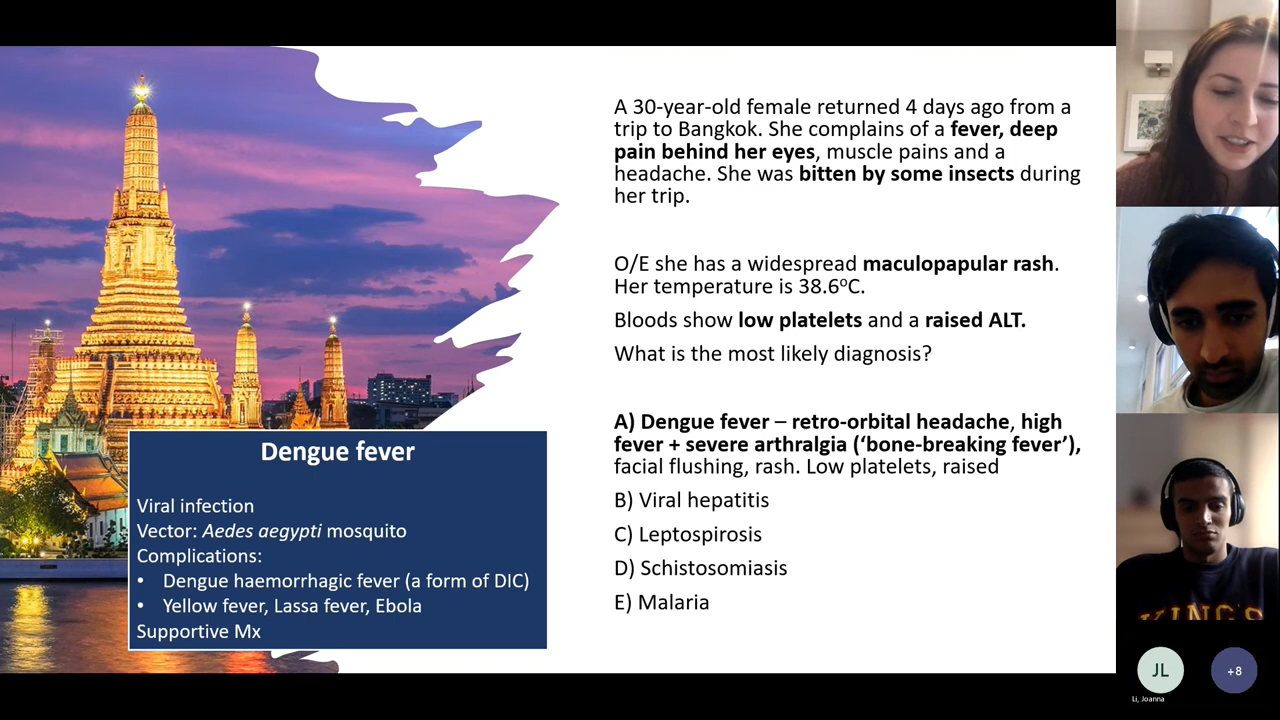 A 30-year-old female returned 4 days ago from a
trip to Bangkok. She complains of a fever, deep
pain behind her eyes, muscle pains and a
headache. She was bitten by some insects during
her trip.
O/E she has a widespread maculopapular rash.
Her temperature is 38.6ºC.
Bloods show low platelets and a raised ALT.
What is the most likely diagnosis?
A) Dengue fever – retro-orbital headache, high
fever + severe arthralgia (‘bone-breaking fever’),
facial flushing, rash. Low platelets, raised
B) Viral hepatitis
C) Leptospirosis
D) Schistosomiasis
E) Malaria
Dengue fever
Viral infection
Vector: Aedes aegypti mosquito
Complications:
• Dengue haemorrhagic fever (a form of DIC)
• Yellow fever, Lassa fever, Ebola
Supportive Mx
KING'S
JL
Li, Joanna
+8